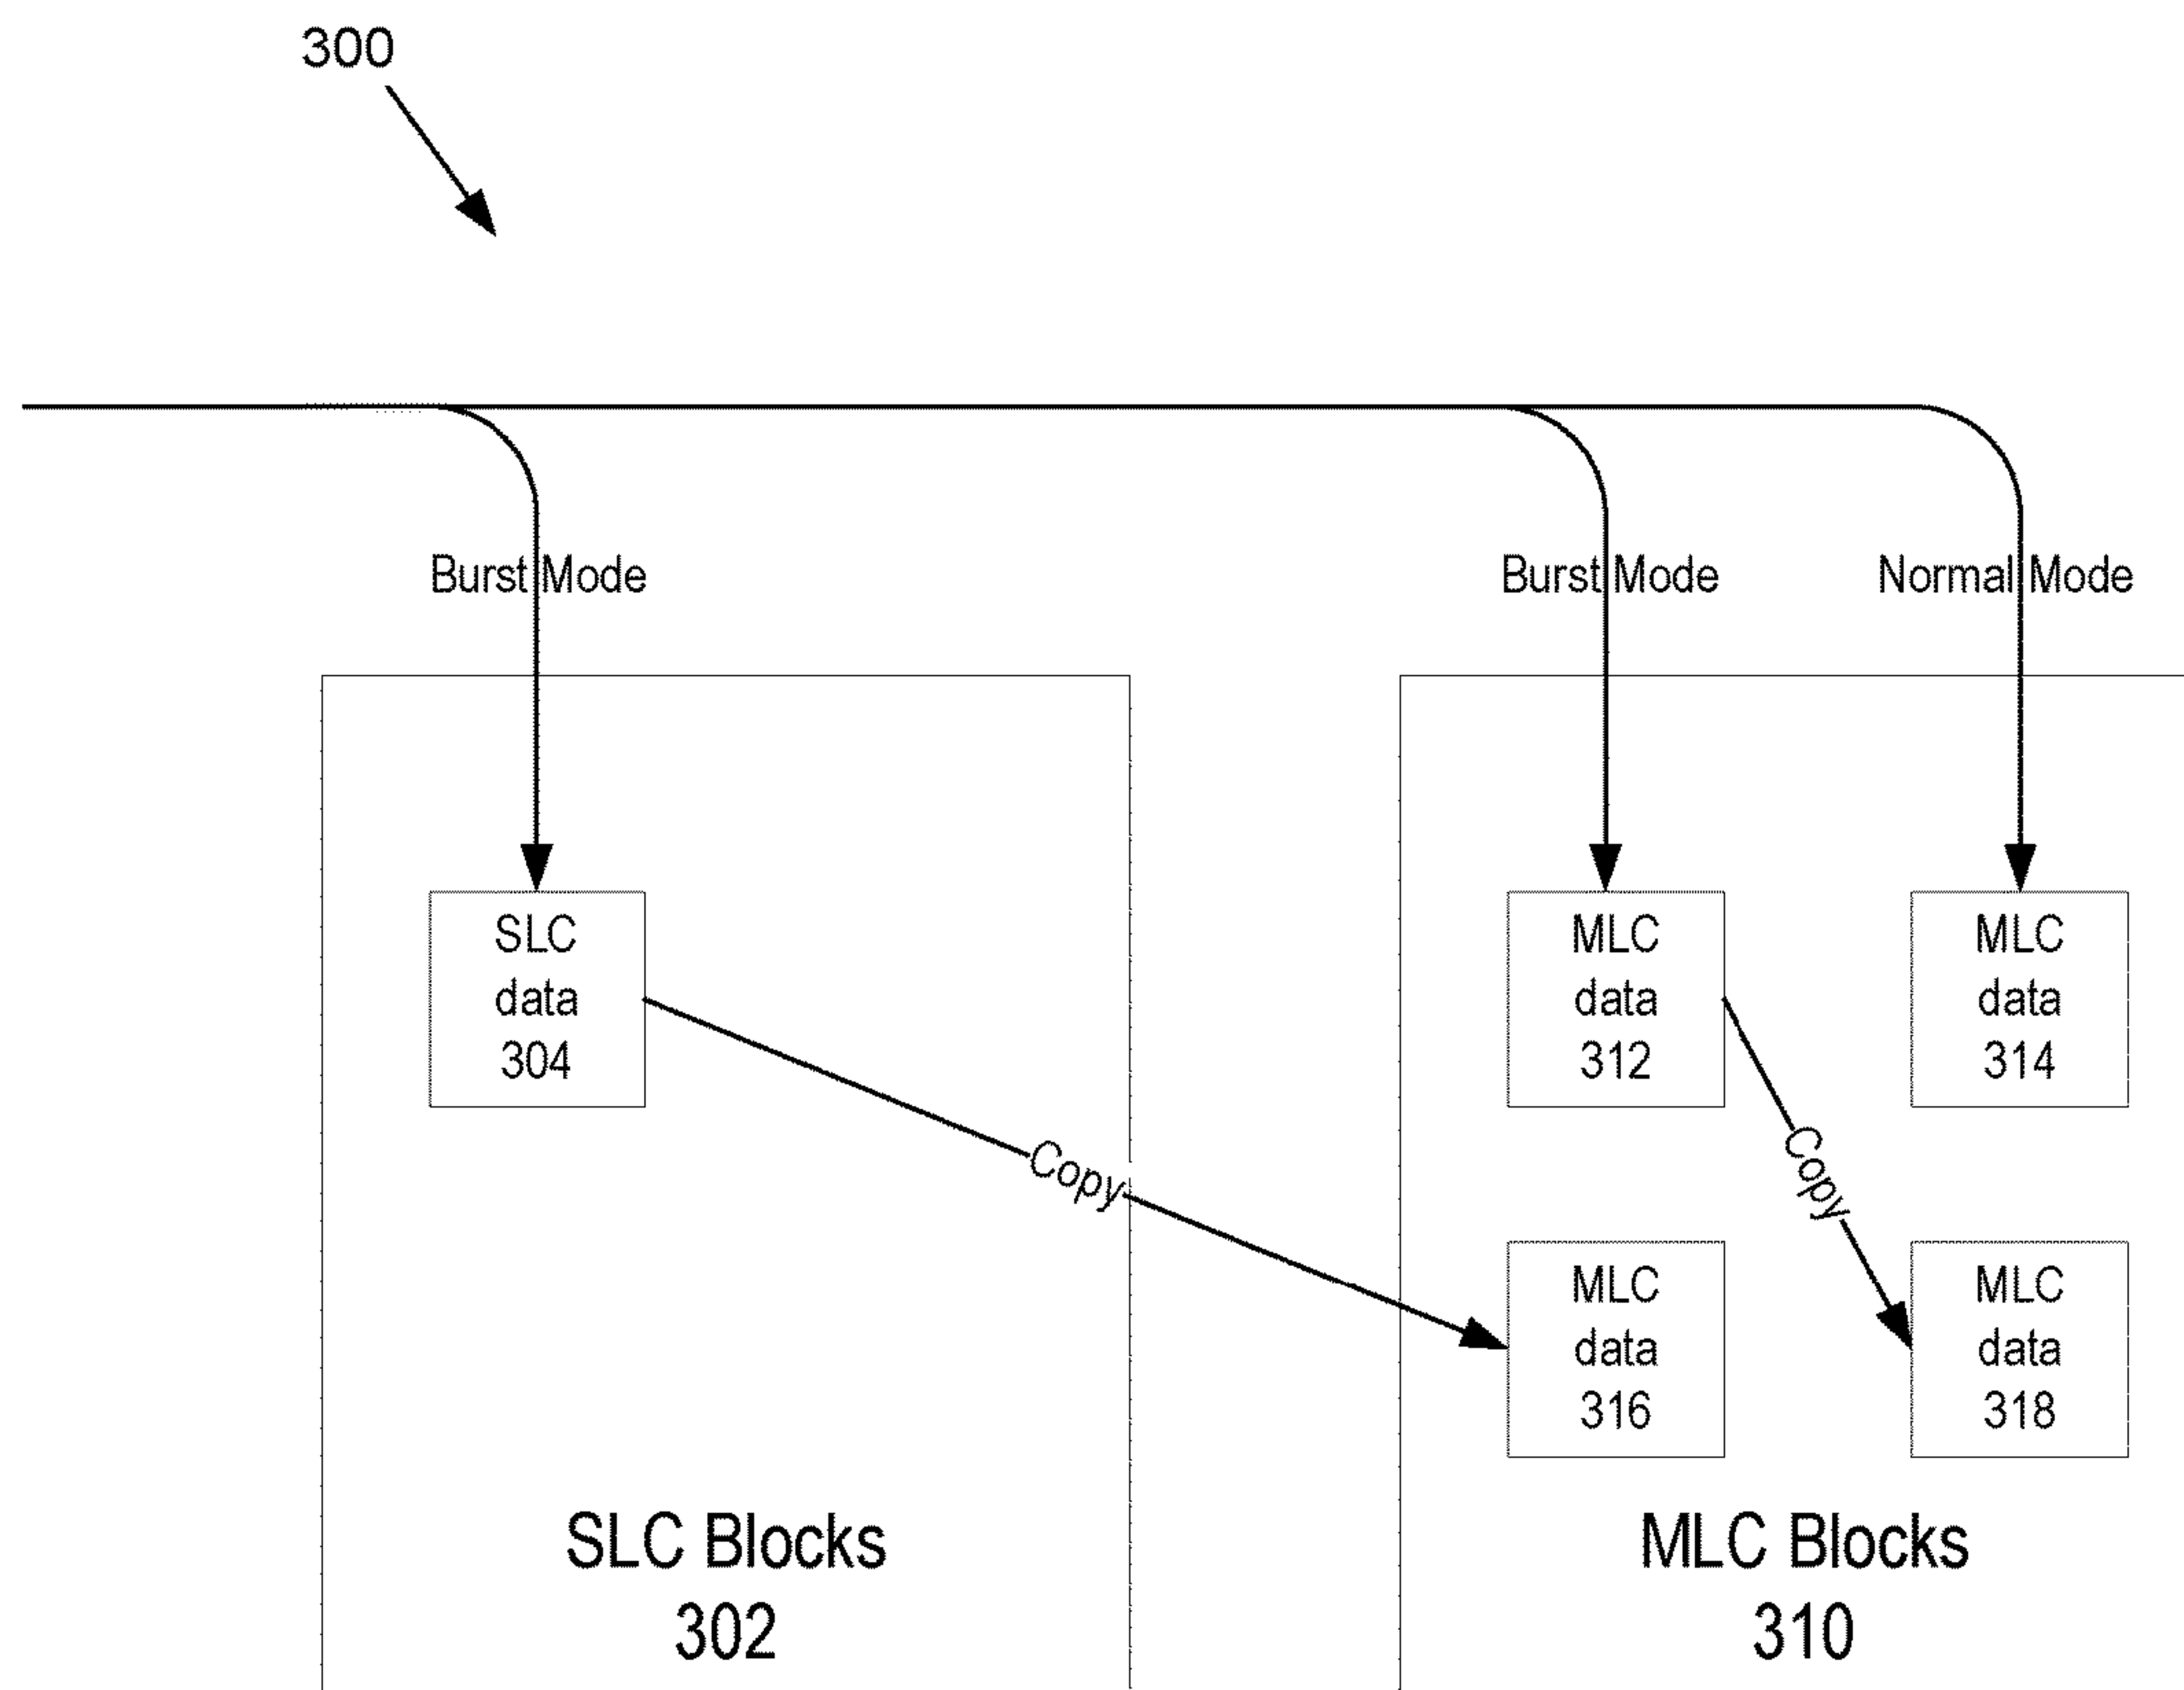 300
Burst Mode
Burst Mode
Normal Mode
SLC
data
304
MLC
data
312
MLC
data
314
Copy
Copy
MLC
data
316
MLC
data
318
SLC Blocks
302
MLC Blocks
310